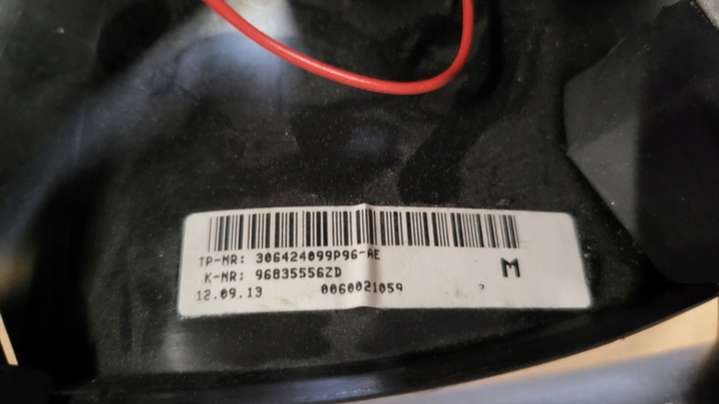 TP-NR: 306424099P96-AE
K-NR: 96835556ZD
M
12.09.13 0060021059 ?